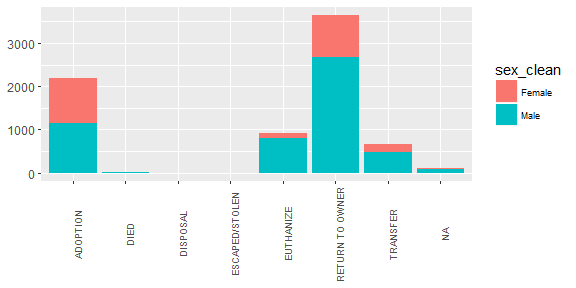 3000
2000
1000
0
ADOPTION
DIED
DISPOSAL
ESCAPED/STOLEN
EUTHANIZE
RETURN TO OWNER
TRANSFER
NA
sex_clean
Female
Male